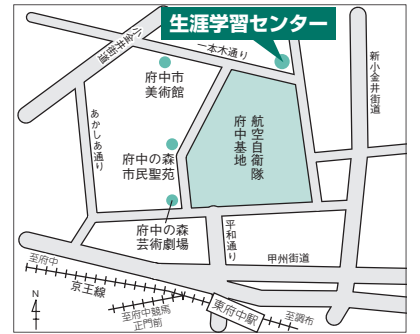 生涯学習センター
小金井街道
一本木通り
新小金井街道
府中市
美術館
あかしあ通り
航空自衛隊
府中基地
府中の森
市民聖苑
府中の森
芸術劇場
平和通り
甲州街道
至府中
京王線
N
至府中競馬
正門前
東府中駅
至調布